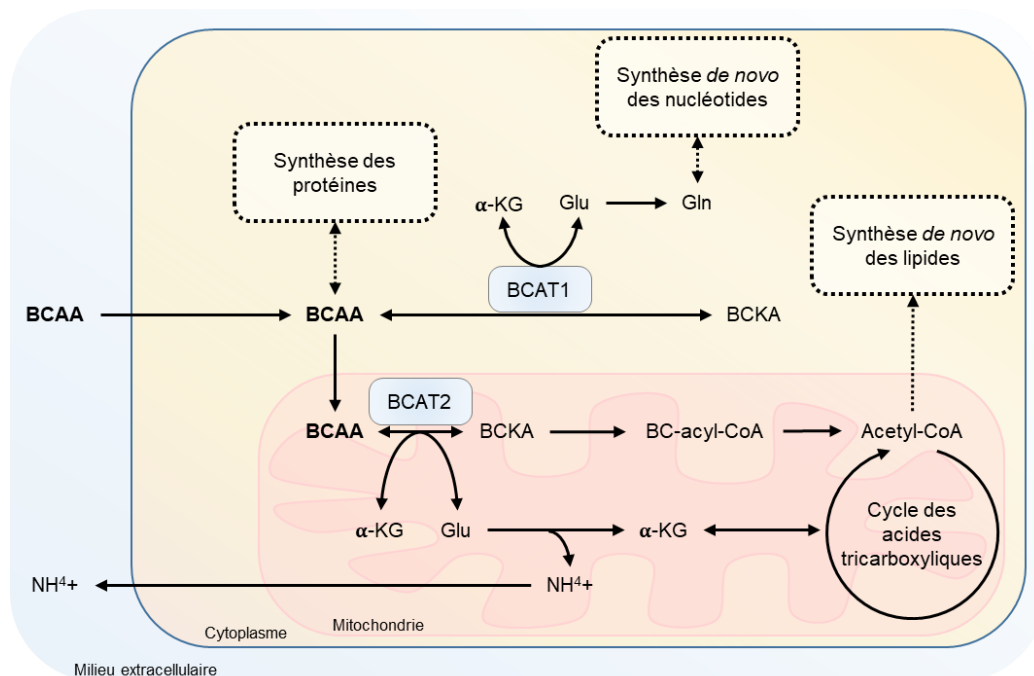 Synthèse de novo
des nucléotides
Synthèse des
protéines
α-KG Glu Gln
Synthèse de novo
des lipides
BCAT1
BCAA BCAA BCKA
BCAT2
BCAA BCKA BC-acyl-CoA Acetyl-CoA
α-KG Glu α-KG
Cycle des
acides
tricarboxyliques
NH⁴+ NH⁴+
Cytoplasme Mitochondrie
Milieu extracellulaire